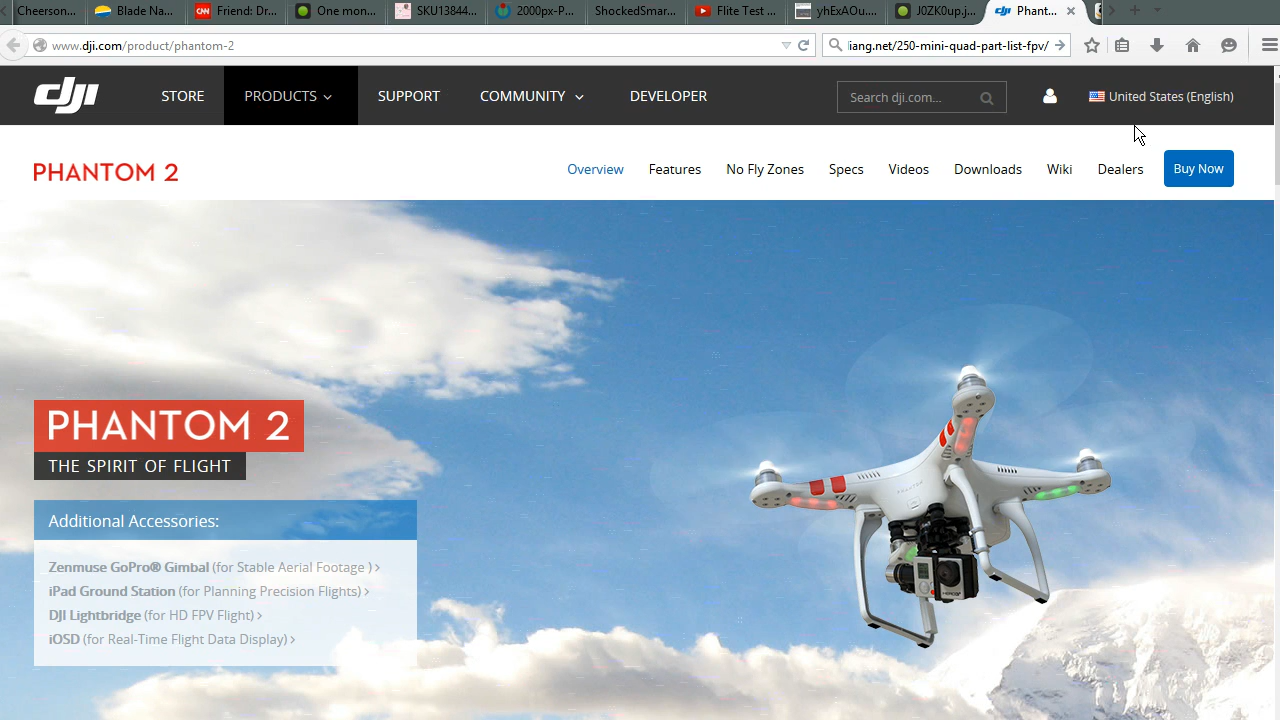 Cheerson...
Blade Na...
CNN
Friend: Dr...
One mon...
SKU13844...
2000px-P...
ShockedSmar...
Flite Test ...
yhExAOu....
J0ZK0up.j...
Phant...
www.dji.com/product/phantom-2
iang.net/250-mini-quad-part-list-fpv/
dji
STORE
PRODUCTS
SUPPORT
COMMUNITY
DEVELOPER
Search dji.com...
United States (English)
PHANTOM 2
Overview
Features
No Fly Zones
Specs
Videos
Downloads
Wiki
Dealers
Buy Now
PHANTOM 2
THE SPIRIT OF FLIGHT
Additional Accessories:
Zenmuse GoPro® Gimbal (for Stable Aerial Footage ) ›
iPad Ground Station (for Planning Precision Flights) ›
DJI Lightbridge (for HD FPV Flight) ›
iOSD (for Real-Time Flight Data Display) ›